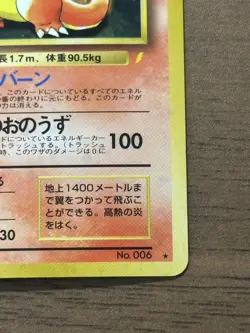 長 1.7m、体重 90.5kg
バーン
、このカードについているすべてのエネ
番の終わりに元にもどる。このカードが
のおのうず
ドについているエネルギーカー
トラッシュする。(トラッシュ
時、このワザのダメージは0に
100
地上1400メートルま
で翼をつかって飛ぶこ
とができる。高熱の炎
をはく。
30
No. 006 ★